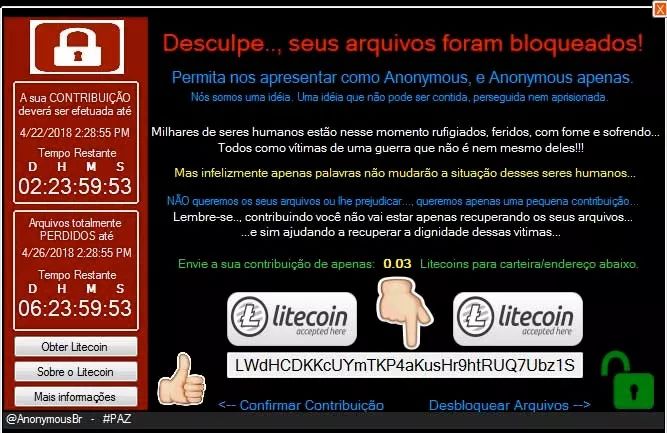 X
Desculpe.., seus arquivos foram bloqueados!
Permita nos apresentar como Anonymous, e Anonymous apenas.
Nós somos uma idéia. Uma idéia que não pode ser contida, perseguida nem aprisionada.
A sua CONTRIBUIÇÃO
deverá ser efetuada até
4/22/2018 2:28:55 PM
Tempo Restante
D H M S
02:23:59:53
Arquivos totalmente
PERDIDOS até
4/26/2018 2:28:55 PM
Tempo Restante
D H M S
06:23:59:53
Obter Litecoin
Sobre o Litecoin
Mais informações
Milhares de seres humanos estão nesse momento rufigiados, feridos, com fome e sofrendo...
Todos como vítimas de uma guerra que não é nem mesmo deles!!!
Mas infelizmente apenas palavras não mudarão a situação desses seres humanos...
NÃO queremos os seus arquivos ou lhe prejudicar..., queremos apenas uma pequena contribuição...
Lembre-se.., contribuindo você não vai estar apenas recuperando os seus arquivos...
...e sim ajudando a recuperar a dignidade dessas vitimas...
Envie a sua contribuição de apenas: 0.03 Litecoins para carteira/endereço abaixo.
litecoin
accepted here
litecoin
accepted here
LWdHCDKKcUYmTKP4aKusHr9htRUQ7Ubz1S
<-- Confirmar Contribuição
Desbloquear Arquivos -->
@AnonymousBr - #PAZ